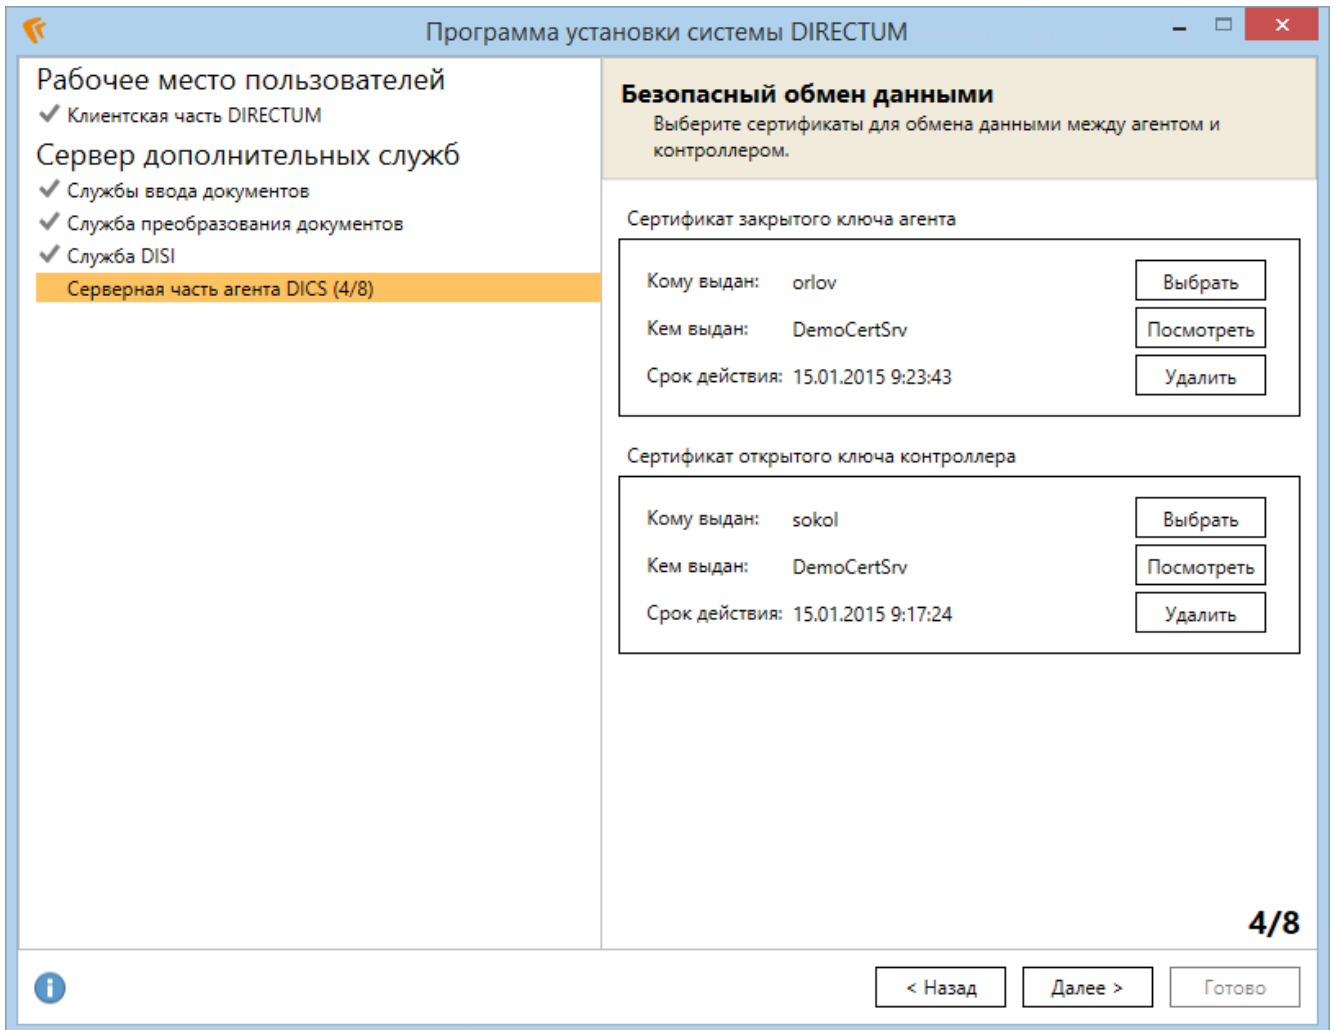 Программа установки системы DIRECTUM
Рабочее место пользователей
Клиентская часть DIRECTUM
Сервер дополнительных служб
Службы ввода документов
Служба преобразования документов
Служба DISI
Серверная часть агента DICS (4/8)
Безопасный обмен данными
Выберите сертификаты для обмена данными между агентом и
контроллером.
Сертификат закрытого ключа агента
Кому выдан: orlov Выбрать
Кем выдан: DemoCertSrv Посмотреть
Срок действия: 15.01.2015 9:23:43 Удалить
Сертификат открытого ключа контроллера
Кому выдан: sokol Выбрать
Кем выдан: DemoCertSrv Посмотреть
Срок действия: 15.01.2015 9:17:24 Удалить
4/8
< Назад Далее > Готово